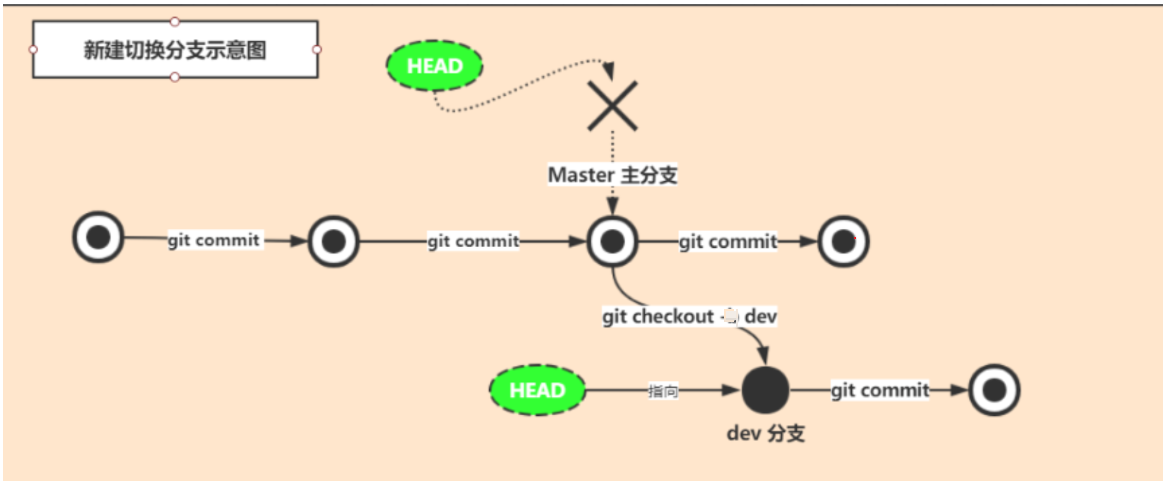 新建切换分支示意图
HEAD
Master 主分支
git commit
git commit
git commit
git checkout dev
HEAD
指向
git commit
dev 分支